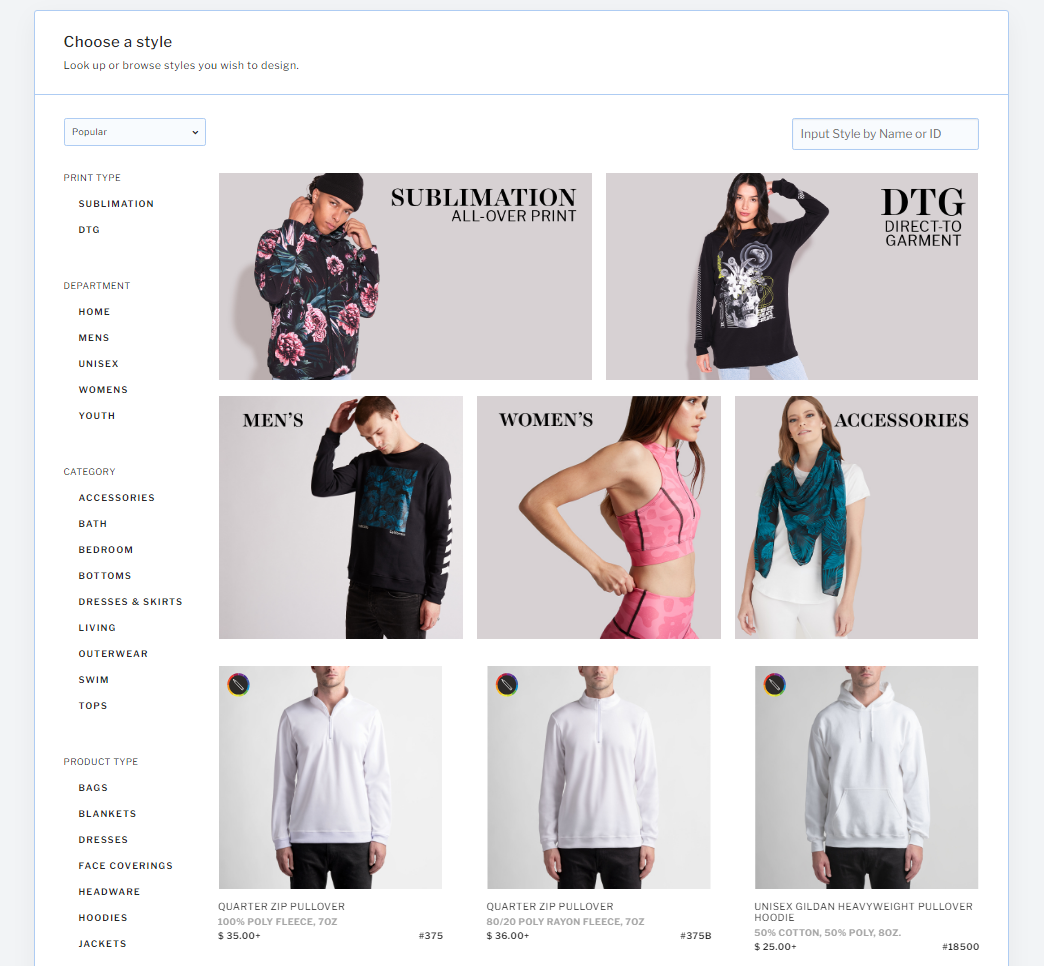 Choose a style
Look up or browse styles you wish to design.
Popular
Input Style by Name or ID
PRINT TYPE
SUBLIMATION
DTG
DEPARTMENT
HOME
MENS
UNISEX
WOMENS
YOUTH
CATEGORY
ACCESSORIES
BATH
BEDROOM
BOTTOMS
DRESSES & SKIRTS
LIVING
OUTERWEAR
SWIM
TOPS
PRODUCT TYPE
BAGS
BLANKETS
DRESSES
FACE COVERINGS
HEADWARE
HOODIES
JACKETS
SUBLIMATION
ALL-OVER PRINT
DTG
DIRECT-TO
GARMENT
MEN'S
WOMEN'S
ACCESSORIES
QUARTER ZIP PULLOVER
100% POLY FLEECE, 7OZ
$ 35.00+ #375
QUARTER ZIP PULLOVER
80/20 POLY RAYON FLEECE, 7OZ
$ 36.00+ #375B
UNISEX GILDAN HEAVYWEIGHT PULLOVER
HOODIE
50% COTTON, 50% POLY, 8OZ.
$ 25.00+ #18500